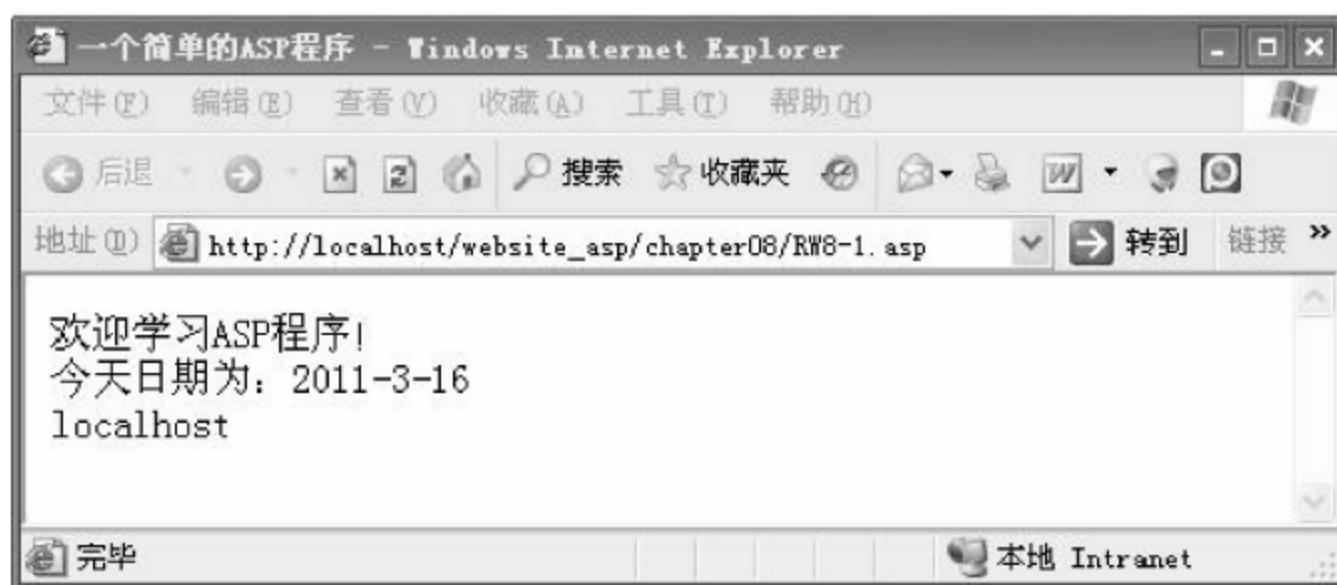 一个简单的ASP程序 - Windows Internet Explorer
文件(F) 编辑(E) 查看(V) 收藏(A) 工具(T) 帮助(H)
后退 搜索 收藏夹
地址(D) http://localhost/website_asp/chapter08/RW8-1.asp 转到 链接 »
欢迎学习ASP程序!
今天日期为: 2011-3-16
localhost
完毕 本地 Intranet